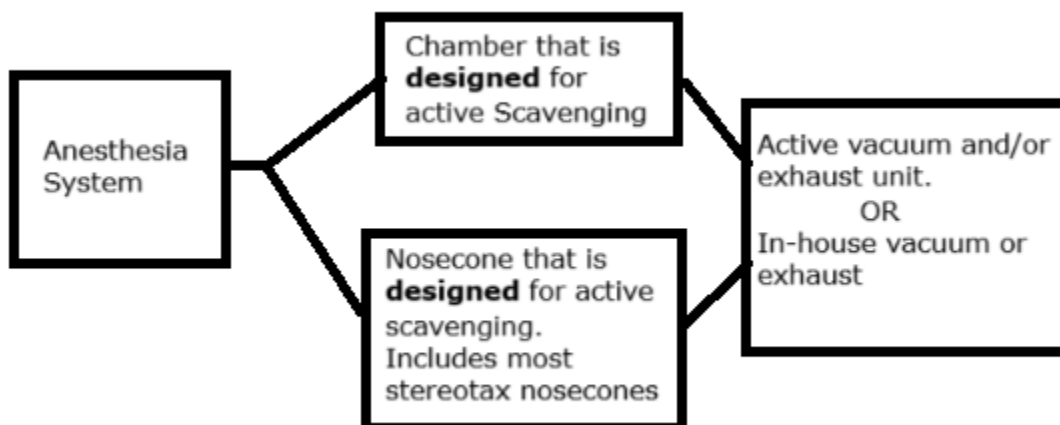 Anesthesia
System
Chamber that is
designed for
active Scavenging
Nosecone that is
designed for active
scavenging.
Includes most
stereotax nosecones
Active vacuum and/or
exhaust unit.
OR
In-house vacuum or
exhaust